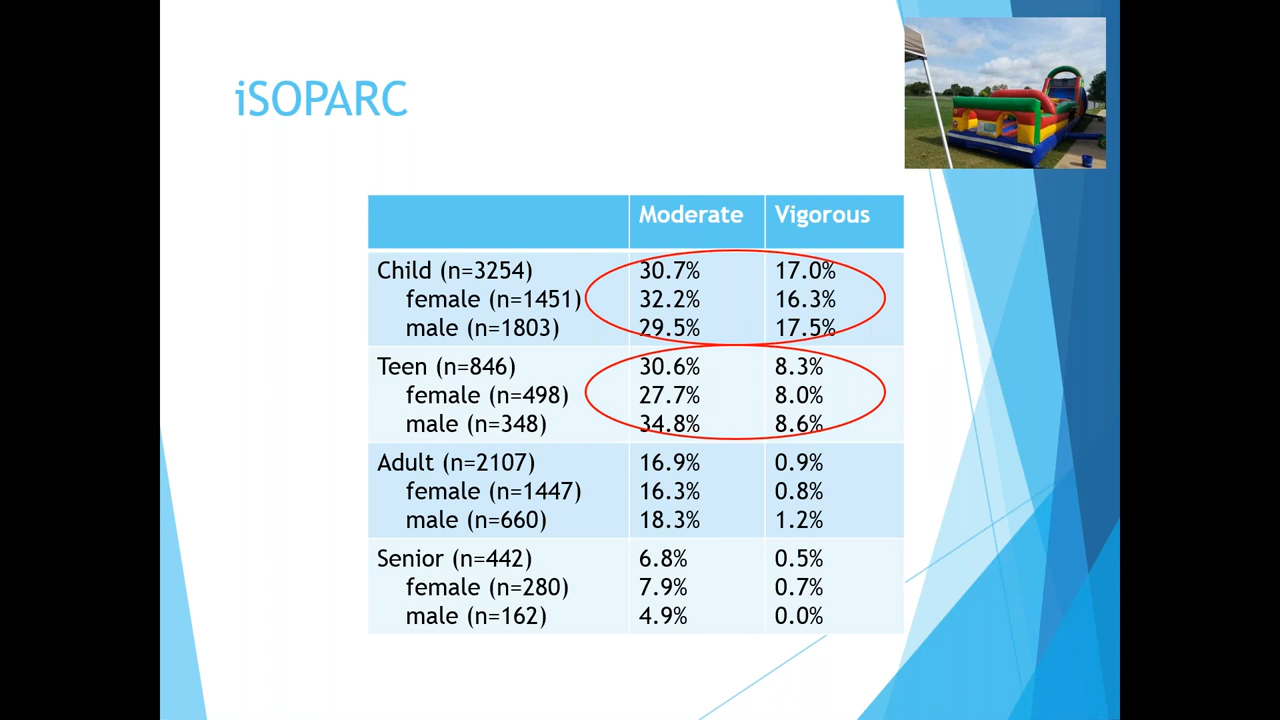 iSOPARC
Moderate Vigorous
Child (n=3254) 30.7% 17.0%
female (n=1451) 32.2% 16.3%
male (n=1803) 29.5% 17.5%
Teen (n=846) 30.6% 8.3%
female (n=498) 27.7% 8.0%
male (n=348) 34.8% 8.6%
Adult (n=2107) 16.9% 0.9%
female (n=1447) 16.3% 0.8%
male (n=660) 18.3% 1.2%
Senior (n=442) 6.8% 0.5%
female (n=280) 7.9% 0.7%
male (n=162) 4.9% 0.0%